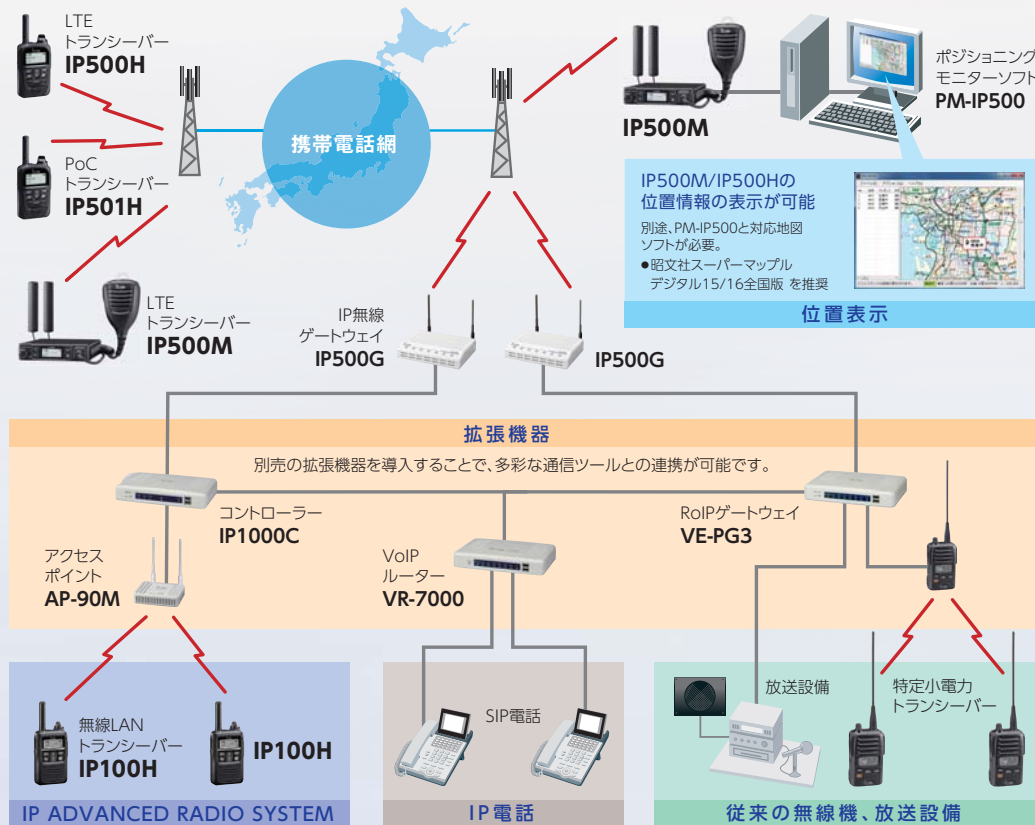 LTE
トランシーバー
IP500H
PoC
トランシーバー
IP501H
LTE
トランシーバー
IP500M
携帯電話網
IP500M
ポジショニング
モニターソフト
PM-IP500
IP500M/IP500Hの
位置情報の表示が可能
別途、PM-IP500と対応地図
ソフトが必要。
●昭文社スーパーマップル
デジタル15/16全国版 を推奨
位置表示
IP無線
ゲートウェイ
IP500G
IP500G
拡張機器
別売の拡張機器を導入することで、多彩な通信ツールとの連携が可能です。
コントローラー
IP1000C
RoIPゲートウェイ
VE-PG3
アクセス
ポイント
AP-90M
VoIP
ルーター
VR-7000
無線LAN
トランシーバー
IP100H
IP100H
IP ADVANCED RADIO SYSTEM
SIP電話
IP電話
放送設備
特定小電力
トランシーバー
従来の無線機、放送設備